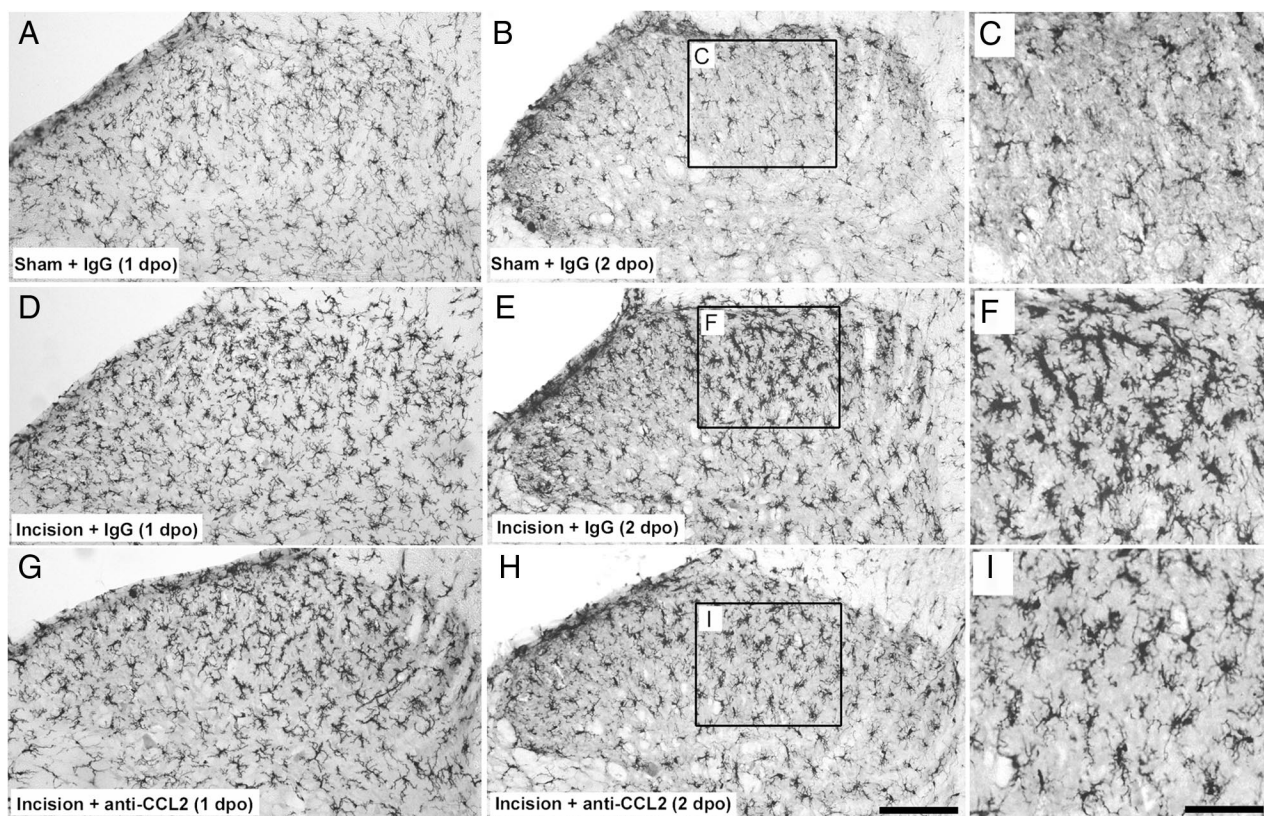 A
B
C
C
Sham + IgG (1 dpo)
Sham + IgG (2 dpo)
D
E
F
F
Incision + IgG (1 dpo)
Incision + IgG (2 dpo)
G
H
I
I
Incision + anti-CCL2 (1 dpo)
Incision + anti-CCL2 (2 dpo)